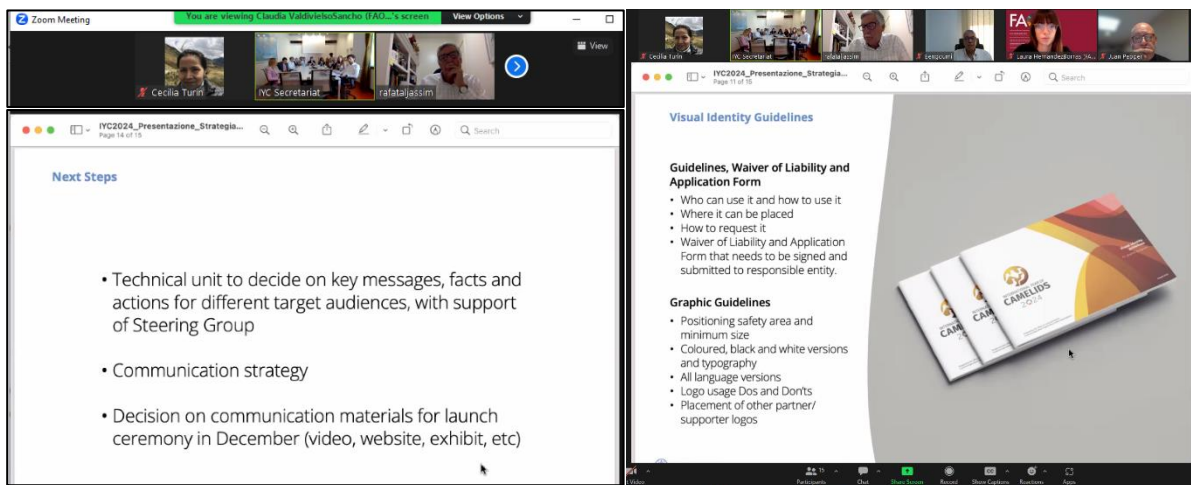 Zoom Meeting
You are viewing Claudia ValdivielsoSancho (FAO...'s screen
View Options
View
Cecilia Turin
IYC Secretariat
rafataljassim
IYC2024_Presentazione_Strategia...
Page 14 of 15
Search
Next Steps
• Technical unit to decide on key messages, facts and
actions for different target audiences, with support
of Steering Group
• Communication strategy
• Decision on communication materials for launch
ceremony in December (video, website, exhibit, etc)
FA
Cecilia Turin
IYC Secretariat
rafataljassim
IYC2024_Presentazione_Strategia...
Page 11 of 15
Search
Visual Identity Guidelines
Guidelines, Waiver of Liability and
Application Form
• Who can use it and how to use it
• Where it can be placed
• How to request it
• Waiver of Liability and Application
Form that needs to be signed and
submitted to responsible entity.
Graphic Guidelines
• Positioning safety area and
minimum size
• Coloured, black and white versions
and typography
• All language versions
• Logo usage Dos and Don'ts
• Placement of other partner/
supporter logos
INTERNATIONAL YEAR OF
CAMELIDS
2024
Video
15
Participants
Chat
Share Screen
Record
Show Captions
Reactions
Apps